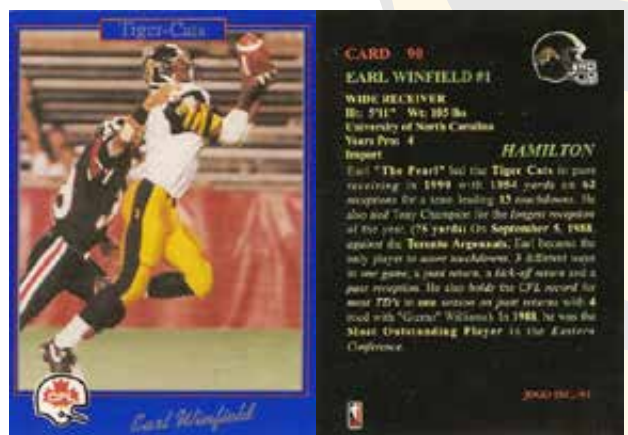 Tiger-Cats
CFL
Earl Winfield
CARD 90
EARL WINFIELD #1
WIDE RECEIVER
Ht: 5'11" Wt: 185 lbs
University of North Carolina
Years Pro: 4
Import
HAMILTON
Earl "The Pearl" led the Tiger Cats in pass
receiving in 1990 with 1054 yards on 62
receptions for a team leading 13 touchdowns. He
also tied Tony Champion for the longest reception
of the year. (75 yards) On September 5, 1988
against the Toronto Argonauts, Earl became the
only player to score touchdowns, 3 different ways
in one game, a punt return, a kick-off return and a
pass reception. He also holds the CFL record for
most TD's in one season on punt returns with 4
tied with "Gizmo" Williams. In 1988, he was the
Most Outstanding Player in the Eastern
Conference.
JOGO INC.